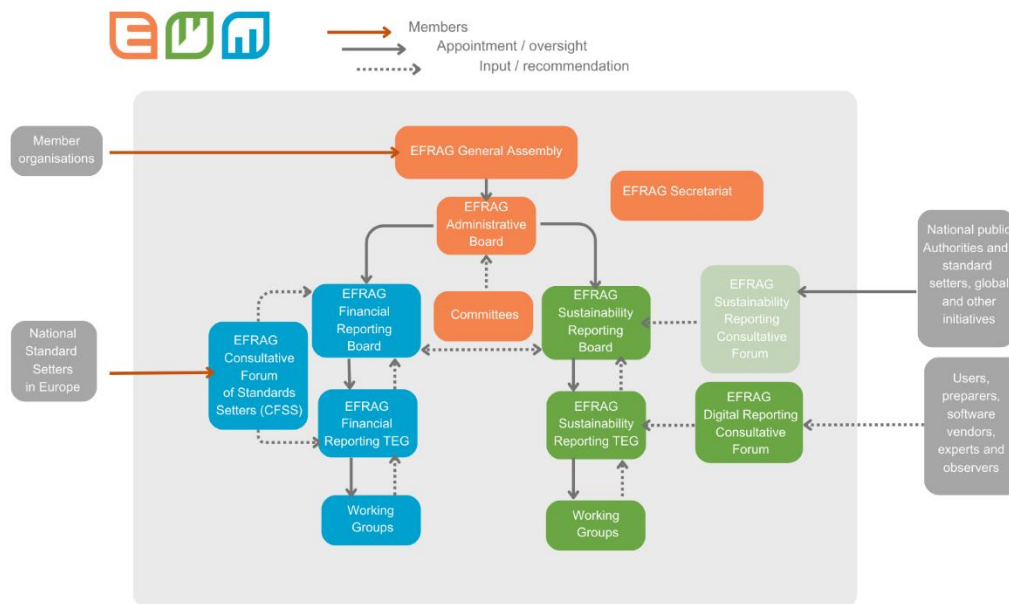 Members
Appointment / oversight
Input / recommendation
Member
organisations
EFRAG General Assembly
EFRAG Secretariat
EFRAG
Administrative
Board
National public
Authorities and
standard
setters, global
and other
initiatives
EFRAG
Financial
Reporting
Board
Committees
EFRAG
Sustainability
Reporting
Board
EFRAG
Sustainability
Reporting
Consultative
Forum
National
Standard
Setters
in Europe
EFRAG
Consultative
Forum
of Standards
Setters (CFSS)
EFRAG
Financial
Reporting TEG
EFRAG
Sustainability
Reporting TEG
EFRAG
Digital Reporting
Consultative
Forum
Users,
preparers,
software
vendors,
experts and
observers
Working
Groups
Working
Groups